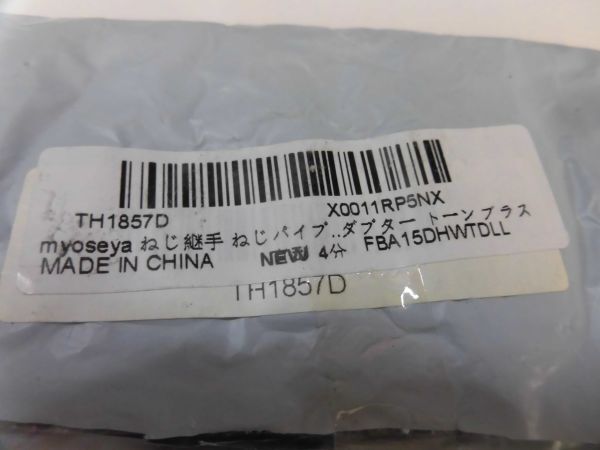 TH1857D X0011RP5NX
myoseya ねじ継手 ねじパイプ..ダプター トーンブラス
MADE IN CHINA NEW 4分 FBA15DHWTDLL
TH1857D